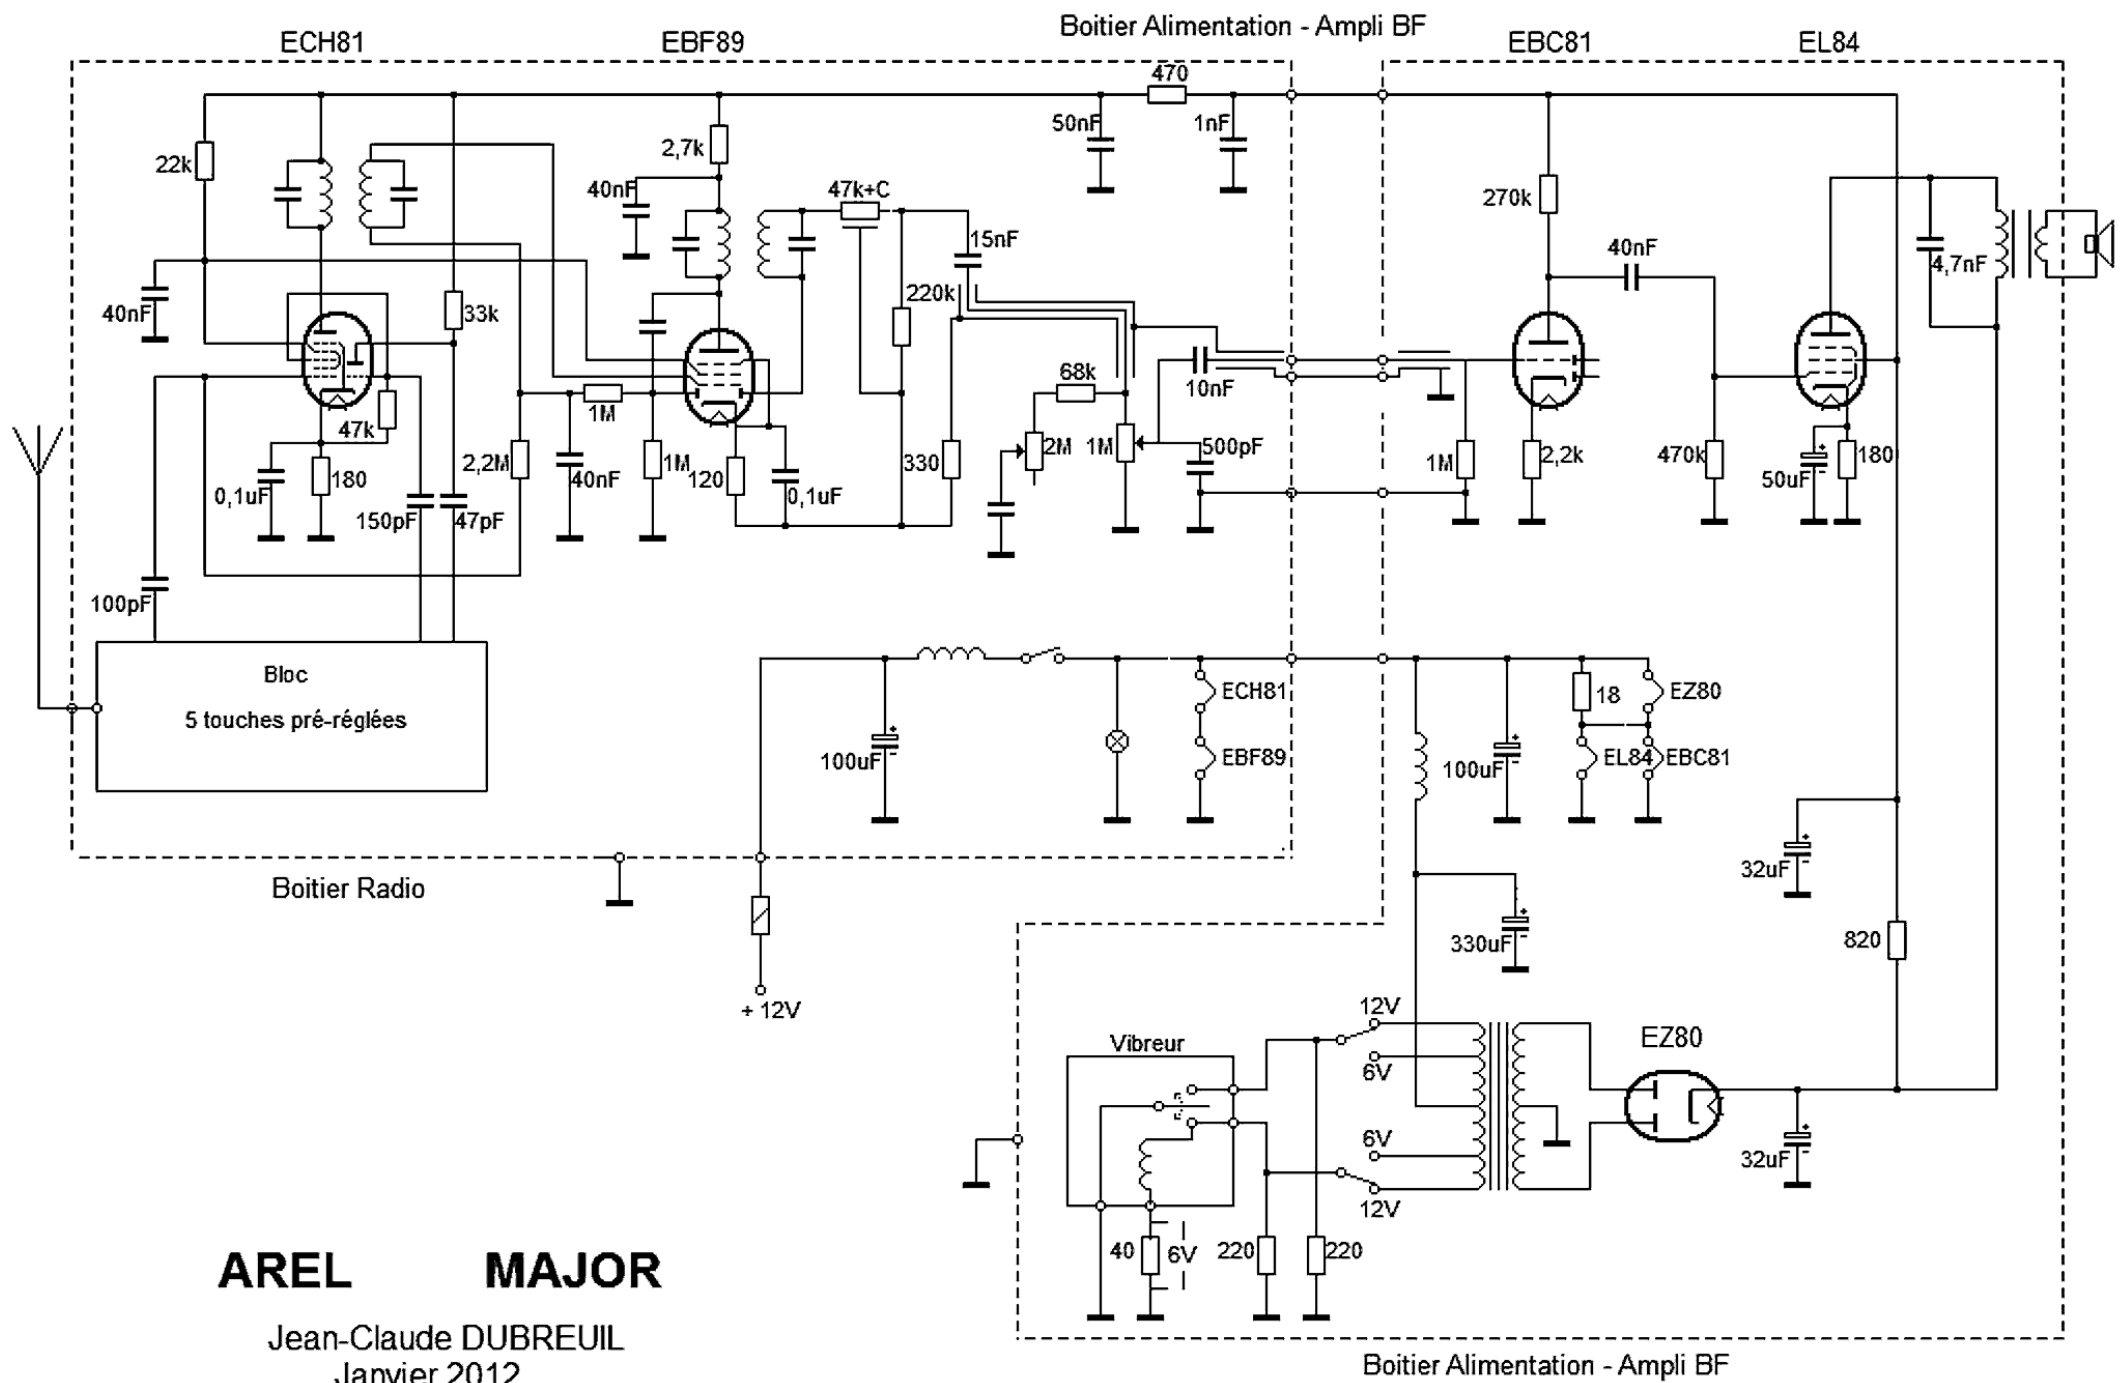 Boitier Alimentation - Ampli BF
ECH81
EBF89
EBC81
EL84
470
50nF
1nF
22k
2,7k
40nF
47k+C
270k
15nF
40nF
4,7nF
40nF
33k
220k
68k
10nF
1M
47k
2,2M
1M
120
330
2M
1M
500pF
1M
2,2k
470k
180
0,1uF
180
40nF
0,1uF
50uF
150pF
47pF
100pF
Bloc
5 touches pré-réglées
ECH81
18
EZ80
100uF
EBF89
100uF
EL84
EBC81
32uF
Boitier Radio
330uF
820
+ 12V
12V
Vibreur
6V
EZ80
6V
32uF
12V
40
6V
220
220
AREL MAJOR
Jean-Claude DUBREUIL
Janvier 2012
Boitier Alimentation - Ampli BF